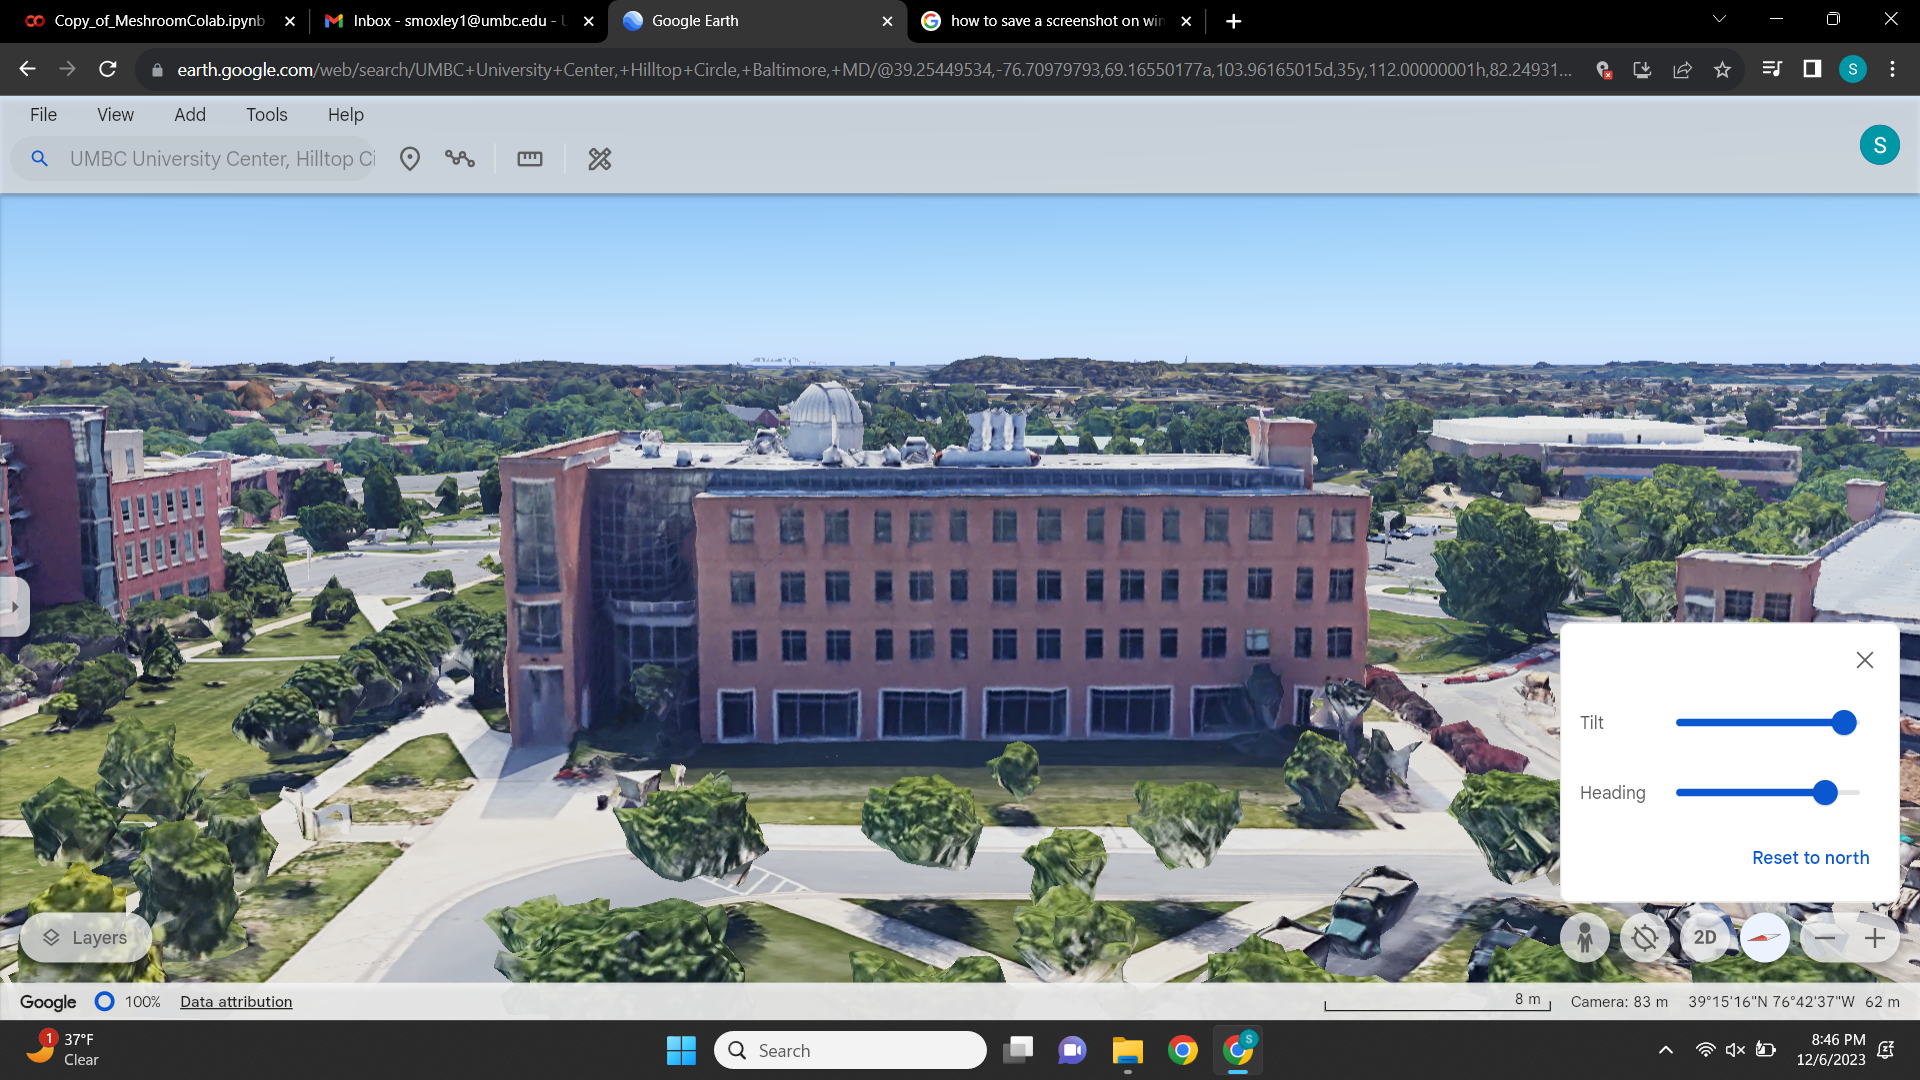 Copy_of_MeshroomColab.ipynb
Inbox - smoxley1@umbc.edu - U
Google Earth
how to save a screenshot on win
earth.google.com/web/search/UMBC+University+Center,+Hilltop+Circle,+Baltimore,+MD/@39.25449534,-76.70979793,69.16550177a,103.96165015d,35y,112.00000001h,82.24931...
S
File View Add Tools Help
UMBC University Center, Hilltop Ci
S
Tilt
Heading
Reset to north
Layers
2D
Google 100% Data attribution
8 m Camera: 83 m 39°15'16"N 76°42'37"W 62 m
1 37°F
Clear
Search
S
8:46 PM
12/6/2023